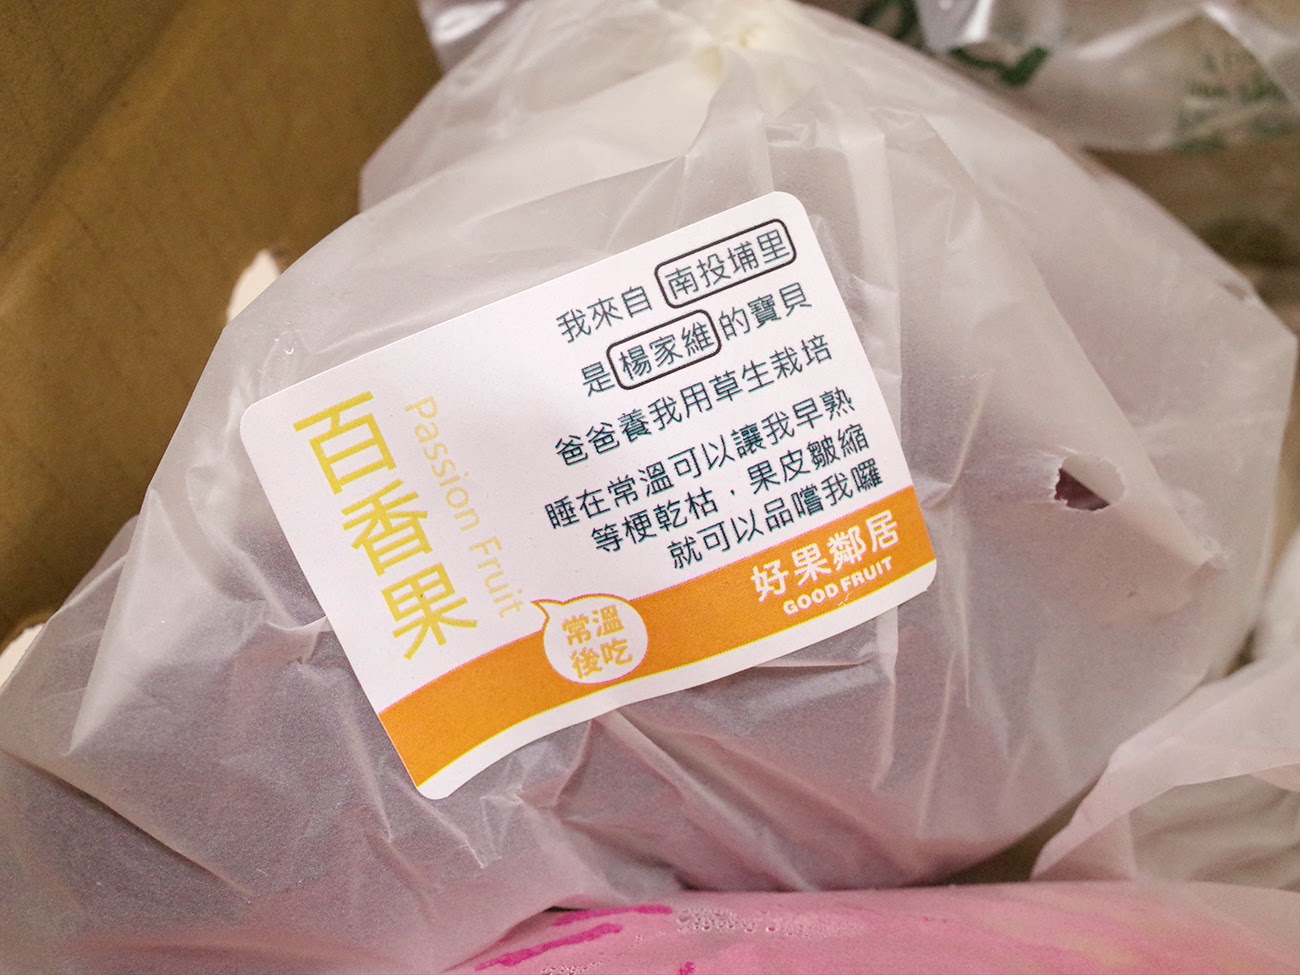 百香果
Passion Fruit
我來自 南投埔里
是楊家維的寶貝
爸爸養我用草生栽培
睡在常溫可以讓我早熟
等梗乾枯，果皮皺縮
就可以品嚐我囉
常溫
後吃
好果鄰居
GOOD FRUIT